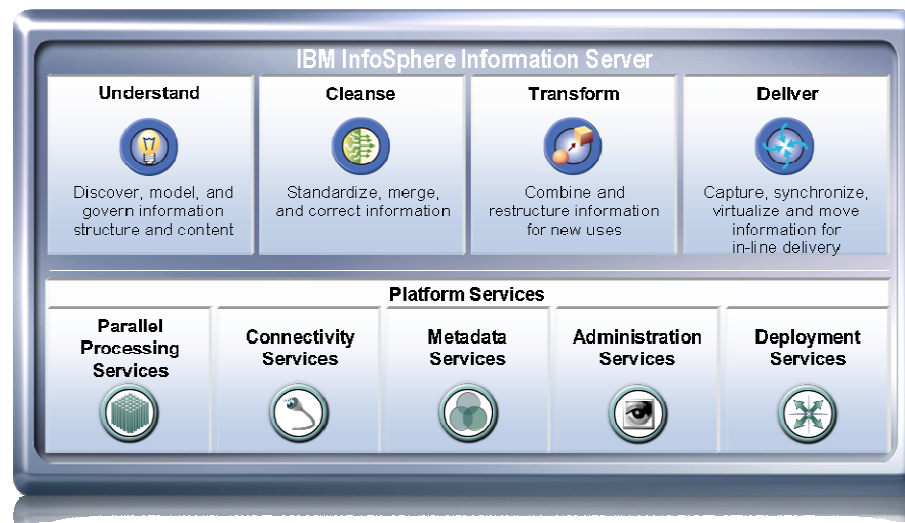 IBM InfoSphere Information Server
Understand
Discover, model, and
govern information
structure and content
Cleanse
Standardize, merge,
and correct information
Transform
Combine and
restructure information
for new uses
Deliver
Capture, synchronize,
virtualize and move
information for
in-line delivery
Platform Services
Parallel
Processing
Services
Connectivity
Services
Metadata
Services
Administration
Services
Deployment
Services